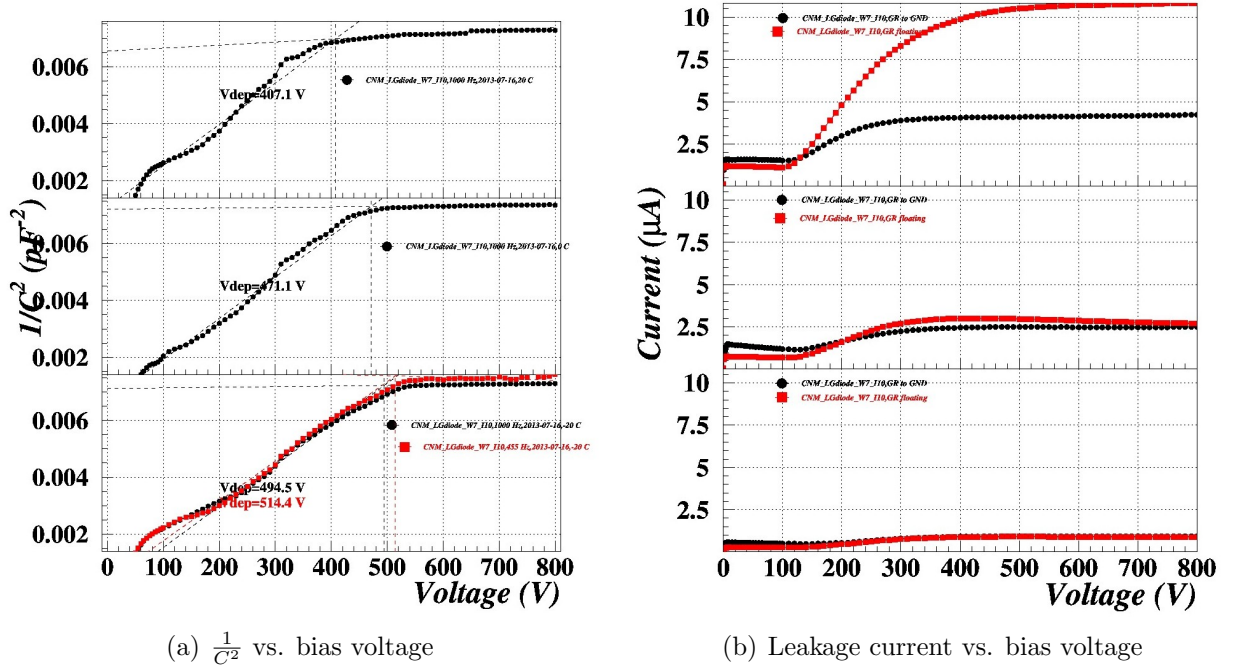 0.006
0.004
0.002
Vdep=407.1 V
CNM_LGdiode_W7_I10,1000 Hz,2013-07-16,20 C
0.006
0.004
0.002
Vdep=471.1 V
CNM_LGdiode_W7_I10,1000 Hz,2013-07-16,0 C
1/C² (pF⁻²)
0.006
0.004
0.002
CNM_LGdiode_W7_I10,1000 Hz,2013-07-16,-20 C
CNM_LGdiode_W7_I10,455 Hz,2013-07-16,-20 C
Vdep=494.5 V
Vdep=514.4 V
0 100 200 300 400 500 600 700 800
Voltage (V)
(a) 1/C² vs. bias voltage
10
7.5
5
2.5
CNM_LGdiode_W7_I10,GR to GND
CNM_LGdiode_W7_I10,GR floating
10
7.5
5
2.5
CNM_LGdiode_W7_I10,GR to GND
CNM_LGdiode_W7_I10,GR floating
Current (μA)
10
7.5
5
2.5
CNM_LGdiode_W7_I10,GR to GND
CNM_LGdiode_W7_I10,GR floating
0 100 200 300 400 500 600 700 800
Voltage (V)
(b) Leakage current vs. bias voltage